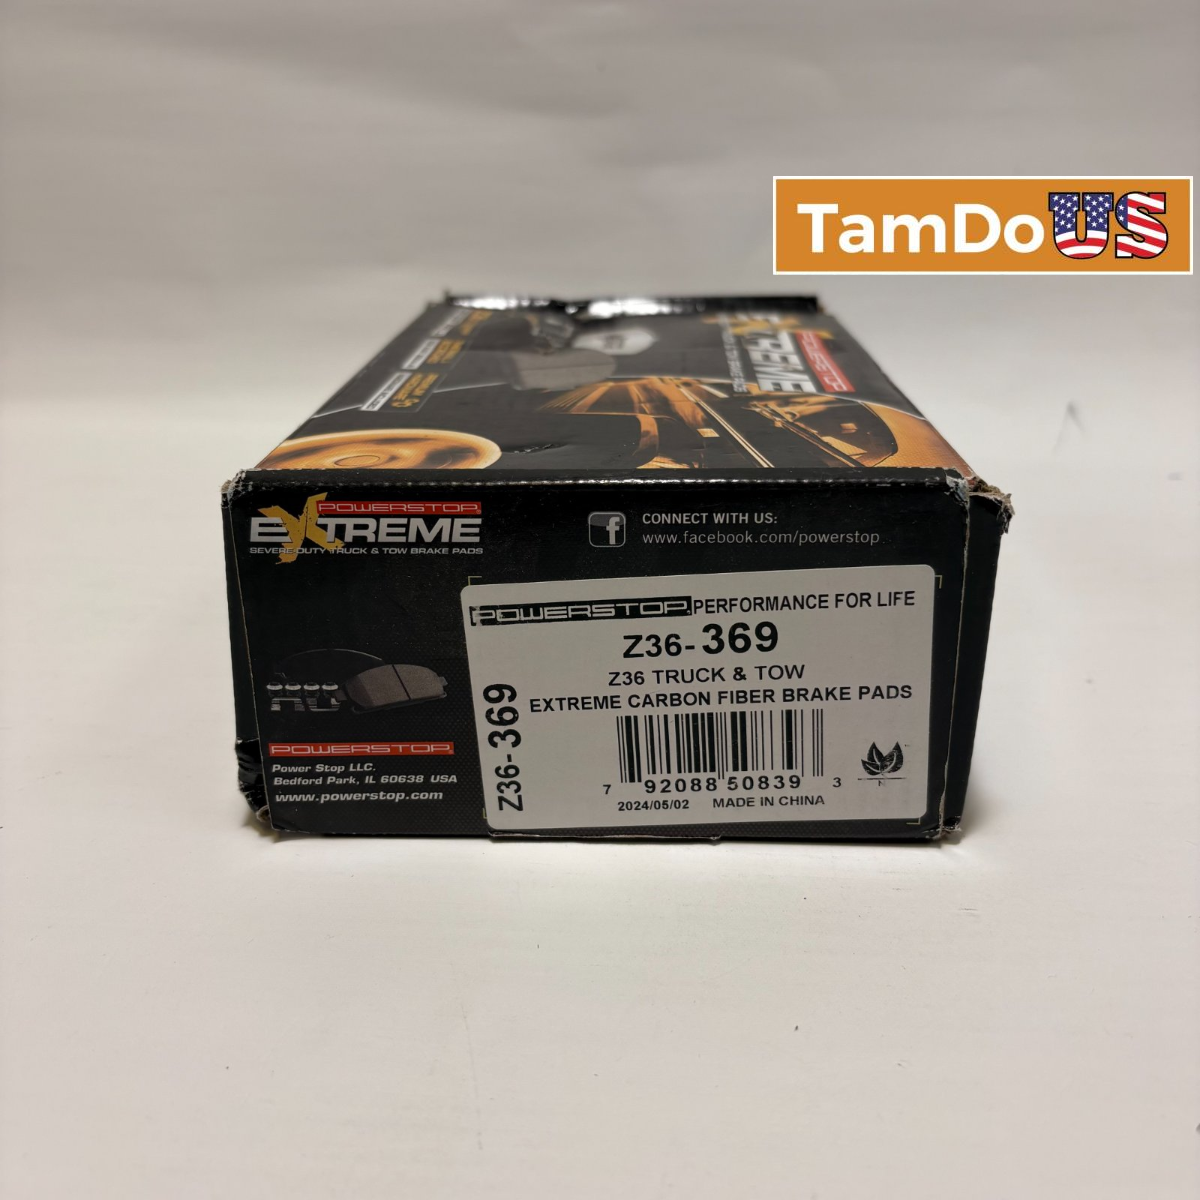 TamDoUS
POWERSTOP
EXTREME
POWERSTOP
EXTREME
SEVERE-DUTY TRUCK & TOW BRAKE PADS
CONNECT WITH US:
www.facebook.com/powerstop
POWERSTOP PERFORMANCE FOR LIFE
Z36-369
Z36 TRUCK & TOW
EXTREME CARBON FIBER BRAKE PADS
Z36-369
7 92088 50839 3
2024/05/02 MADE IN CHINA
POWERSTOP
Power Stop LLC.
Bedford Park, IL 60638 USA
www.powerstop.com